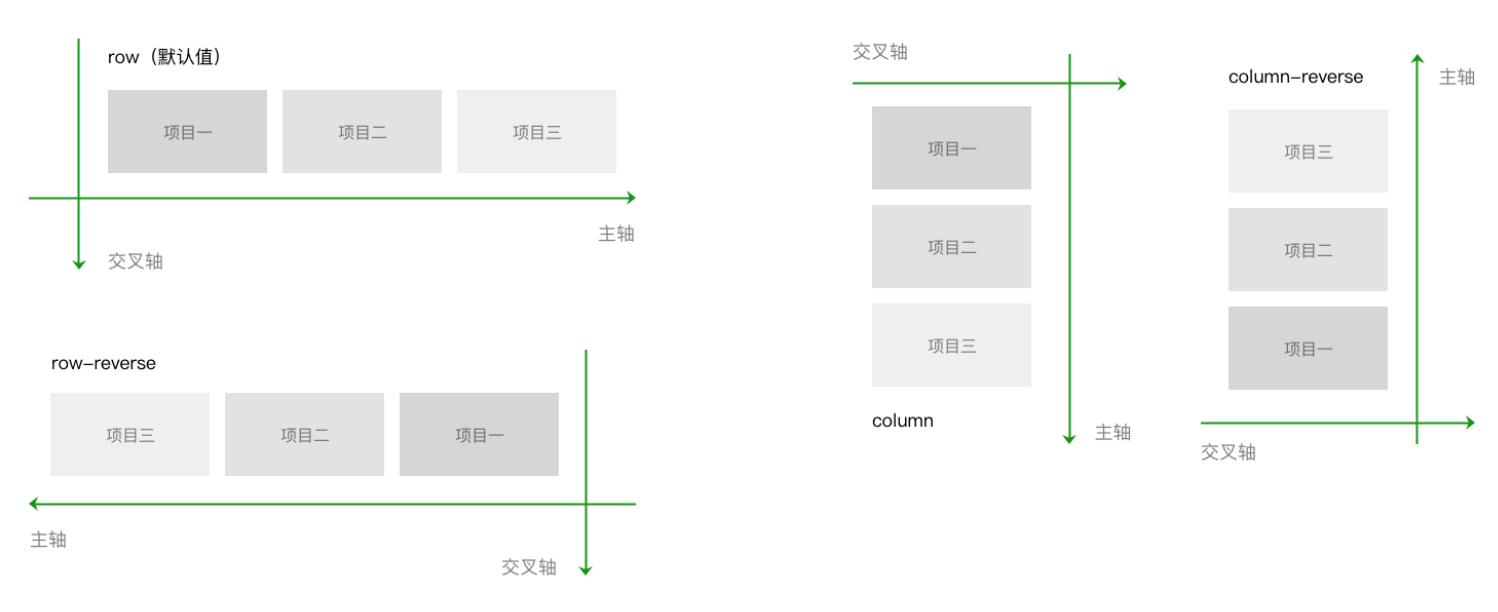 row（默认值）
项目一
项目二
项目三
主轴
交叉轴
row-reverse
项目三
项目二
项目一
主轴
交叉轴
交叉轴
项目一
项目二
项目三
column
主轴
column-reverse
主轴
项目三
项目二
项目一
交叉轴